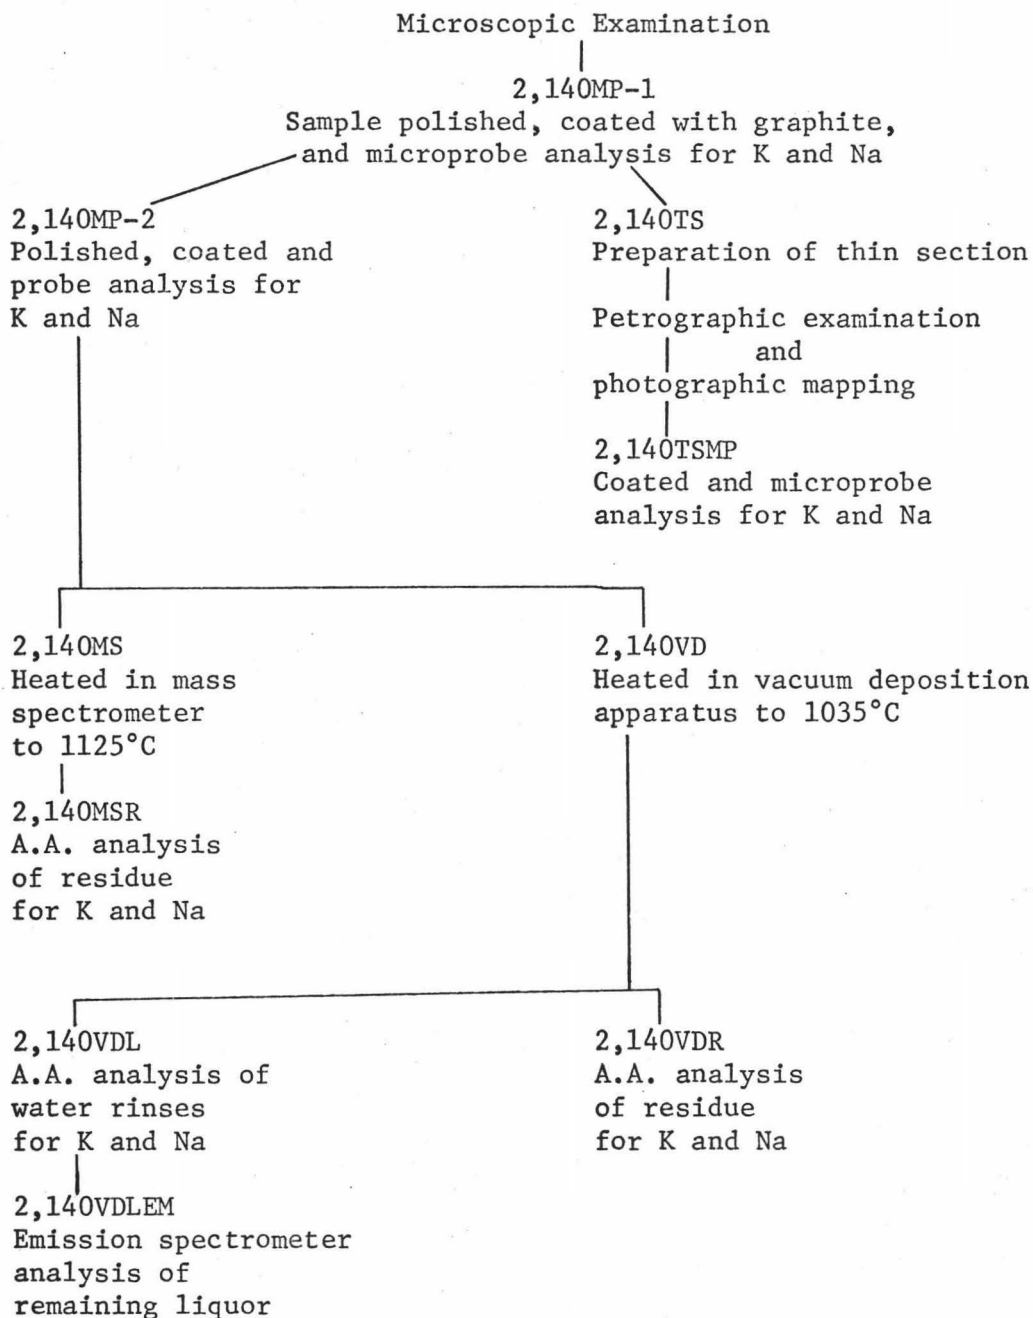 Microscopic Examination
2,140MP-1
Sample polished, coated with graphite,
and microprobe analysis for K and Na
2,140MP-2
Polished, coated and
probe analysis for
K and Na
2,140TS
Preparation of thin section
Petrographic examination
and
photographic mapping
2,140TSMP
Coated and microprobe
analysis for K and Na
2,140MS
Heated in mass
spectrometer
to 1125°C
2,140MSR
A.A. analysis
of residue
for K and Na
2,140VD
Heated in vacuum deposition
apparatus to 1035°C
2,140VDL
A.A. analysis of
water rinses
for K and Na
2,140VDLEM
Emission spectrometer
analysis of
remaining liquor
2,140VDR
A.A. analysis
of residue
for K and Na